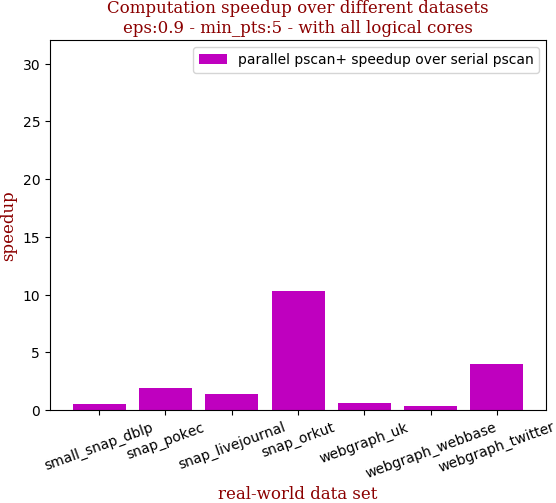 Computation speedup over different datasets
eps:0.9 - min_pts:5 - with all logical cores
parallel pscan+ speedup over serial pscan
speedup
30
25
20
15
10
5
0
small_snap_dblp
snap_pokec
snap_livejournal
snap_orkut
webgraph_uk
webgraph_webbase
webgraph_twitter
real-world data set